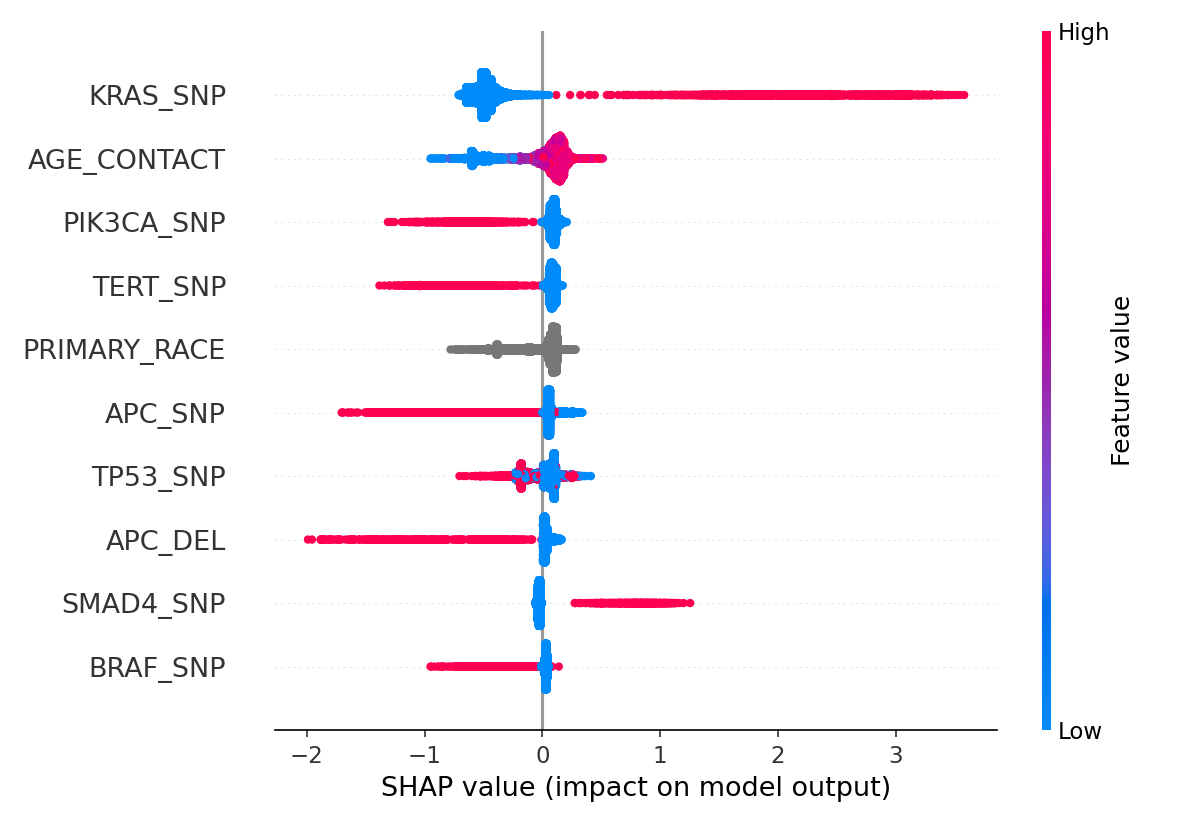 High
KRAS_SNP
AGE_CONTACT
PIK3CA_SNP
TERT_SNP
PRIMARY_RACE
APC_SNP
TP53_SNP
APC_DEL
SMAD4_SNP
BRAF_SNP
Feature value
Low
−2 −1 0 1 2 3
SHAP value (impact on model output)